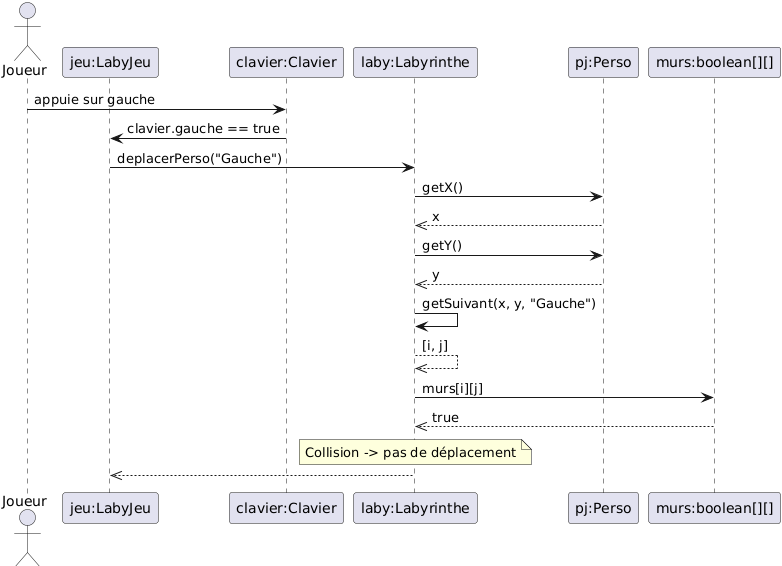 Joueur
jeu:LabyJeu
clavier:Clavier
laby:Labyrinthe
pj:Perso
murs:boolean[][]
appuie sur gauche
clavier.gauche == true
deplacerPerso("Gauche")
getX()
x
getY()
y
getSuivant(x, y, "Gauche")
[i, j]
murs[i][j]
true
Collision -> pas de déplacement
Joueur
jeu:LabyJeu
clavier:Clavier
laby:Labyrinthe
pj:Perso
murs:boolean[][]